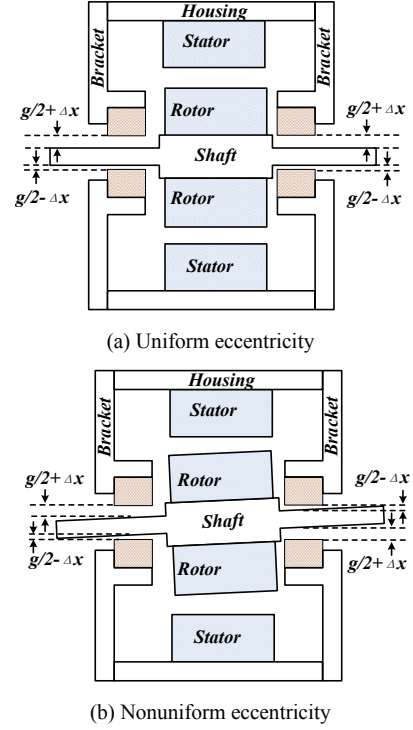 Housing
Bracket
Bracket
Stator
g/2+Δx
g/2+Δx
Rotor
Shaft
g/2-Δx
g/2-Δx
Rotor
Stator
(a) Uniform eccentricity
Housing
Bracket
Bracket
Stator
g/2+Δx
g/2-Δx
Rotor
Shaft
g/2-Δx
g/2+Δx
Rotor
Stator
(b) Nonuniform eccentricity